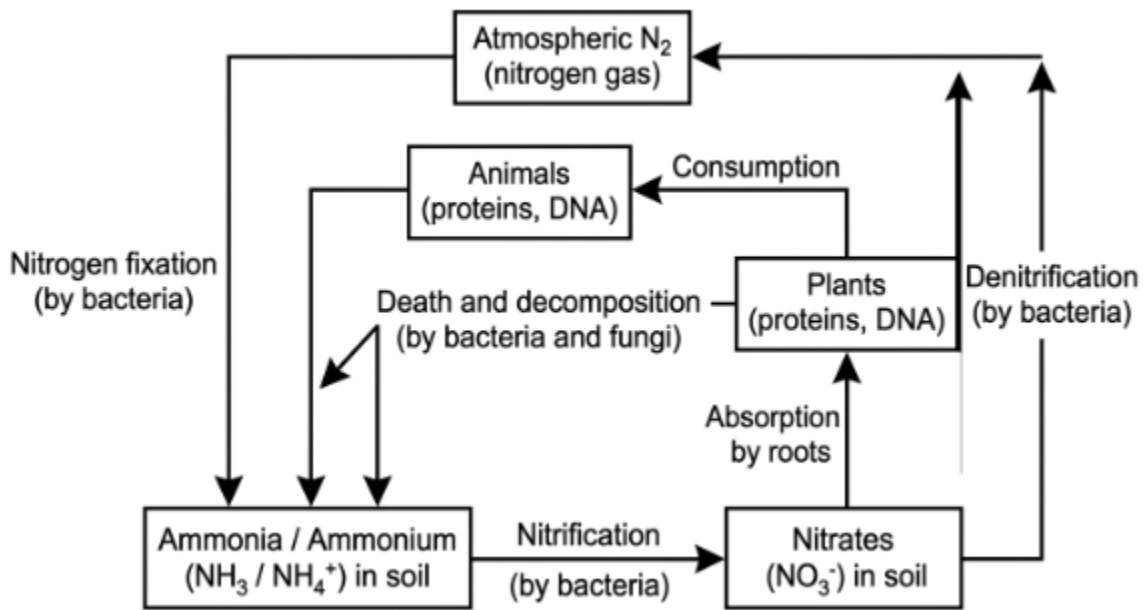 Atmospheric N₂
(nitrogen gas)
Animals
(proteins, DNA)
Consumption
Nitrogen fixation
(by bacteria)
Death and decomposition
(by bacteria and fungi)
Plants
(proteins, DNA)
Denitrification
(by bacteria)
Absorption
by roots
Ammonia / Ammonium
(NH₃ / NH₄⁺) in soil
Nitrification
(by bacteria)
Nitrates
(NO₃⁻) in soil